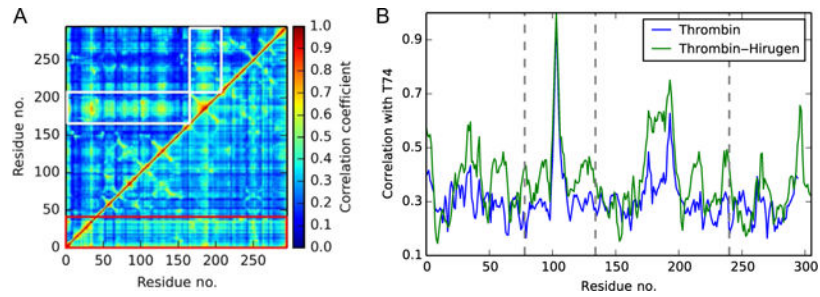 A
Residue no.
250
200
150
100
50
0
0 50 100 150 200 250
Residue no.
1.0
0.9
0.8
0.7
0.6
0.5
0.4
0.3
0.2
0.1
0.0
Correlation coefficient
B
Correlation with T74
0.9
0.7
0.5
0.3
0.1
0 50 100 150 200 250 300
Residue no.
Thrombin
Thrombin-Hirugen